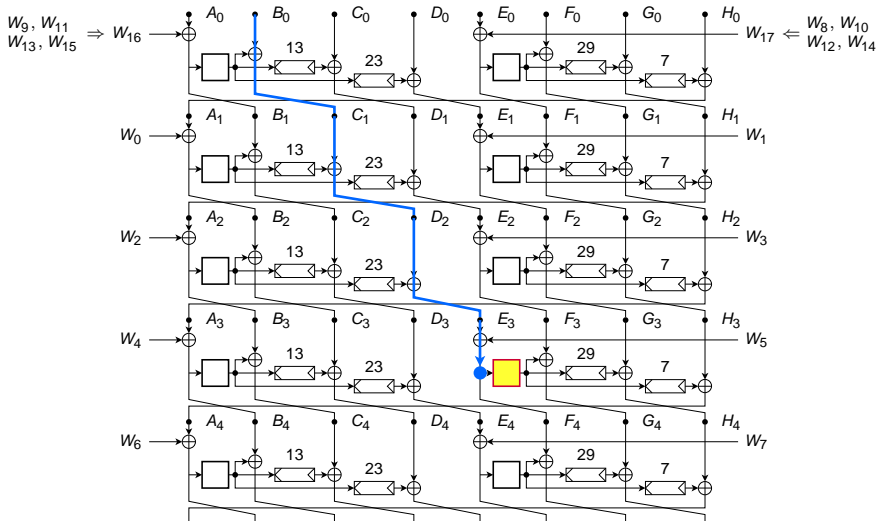 A₀ B₀ C₀ D₀ E₀ F₀ G₀ H₀
W₉, W₁₁
W₁₃, W₁₅ ⇒ W₁₆
W₁₇ ⇐ W₈, W₁₀
W₁₂, W₁₄
13 23 29 7
A₁ B₁ C₁ D₁ E₁ F₁ G₁ H₁
W₀ W₁
13 23 29 7
A₂ B₂ C₂ D₂ E₂ F₂ G₂ H₂
W₂ W₃
13 23 29 7
A₃ B₃ C₃ D₃ E₃ F₃ G₃ H₃
W₄ W₅
13 23 29 7
A₄ B₄ C₄ D₄ E₄ F₄ G₄ H₄
W₆ W₇
13 23 29 7